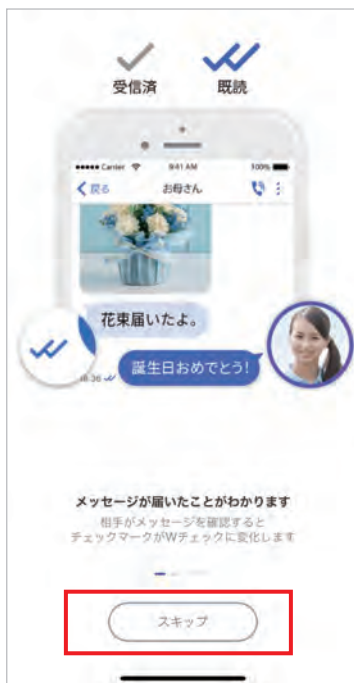 受信済 既読
Carrier 9:41 AM 100%
戻る お母さん
花束届いたよ。
誕生日おめでとう!
18:36
メッセージが届いたことがわかります
相手がメッセージを確認すると
チェックマークがWチェックに変化します
スキップ